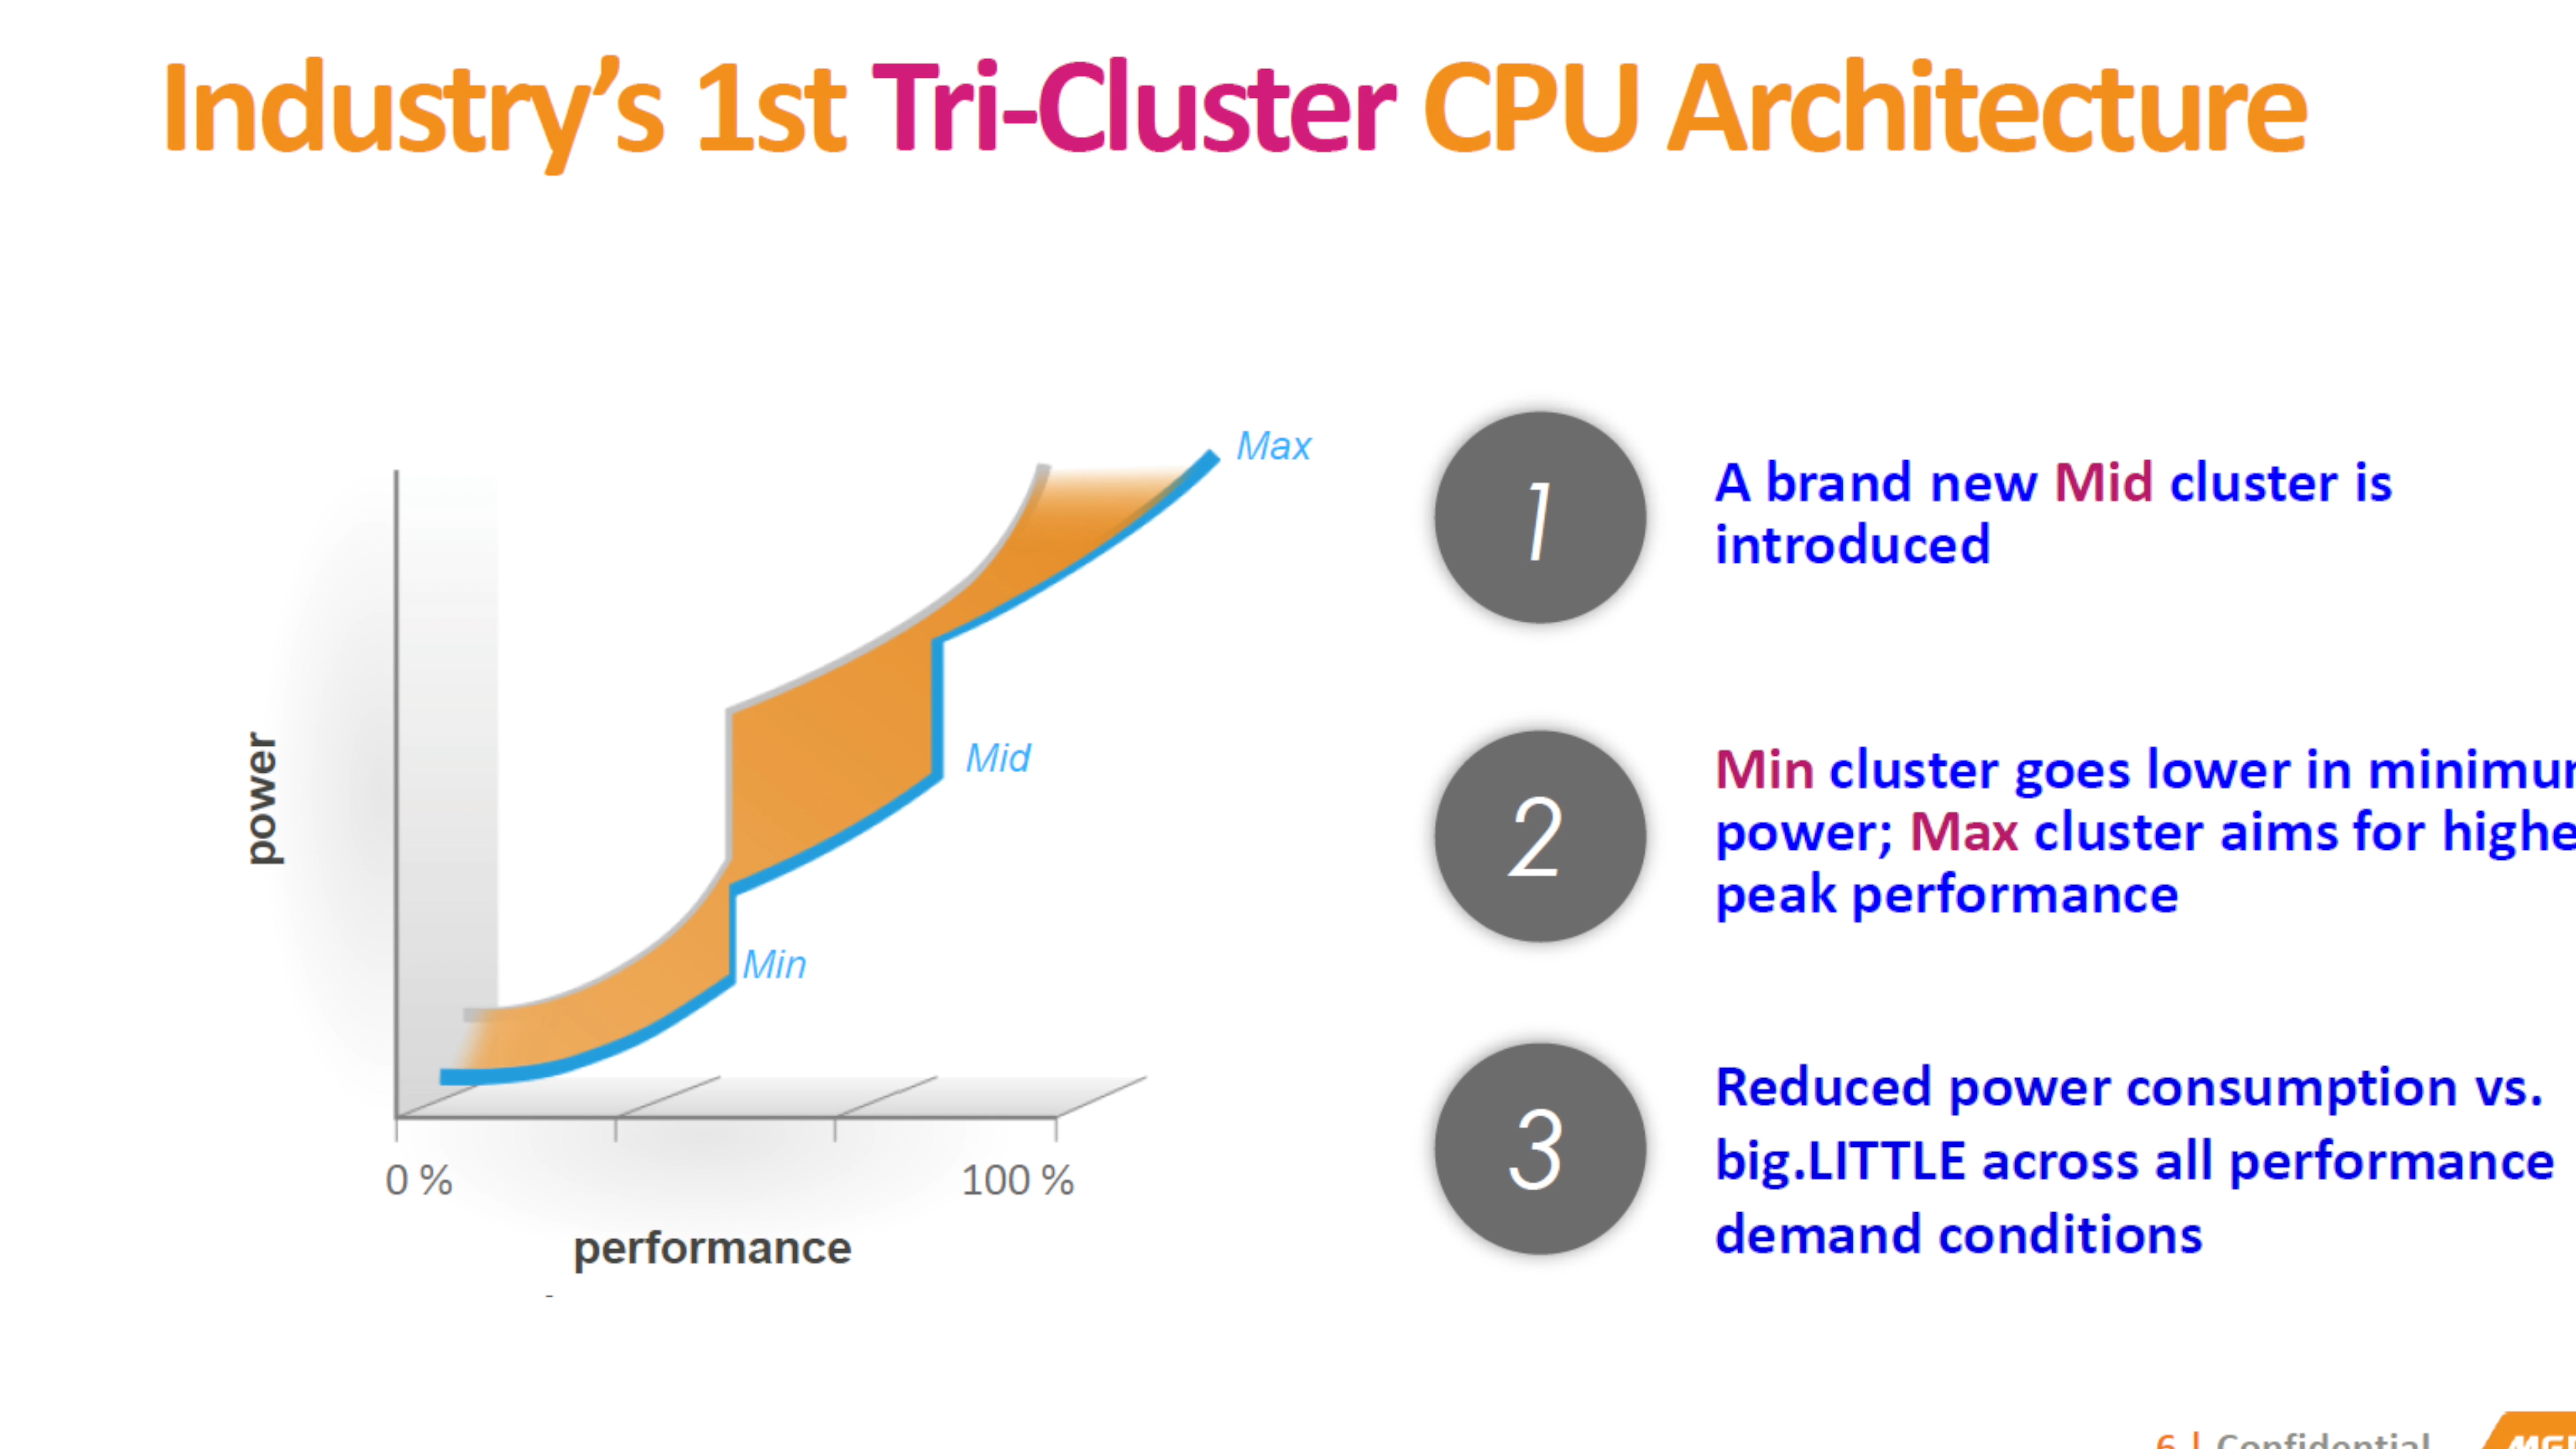 Industry's 1st Tri-Cluster CPU Architecture
Max
Mid
Min
power
0 %
100 %
performance
1
A brand new Mid cluster is
introduced
2
Min cluster goes lower in
power; Max cluster aims for
peak performance
3
Reduced power consumption vs.
big.LITTLE across all performance
demand conditions
6 | Confidential